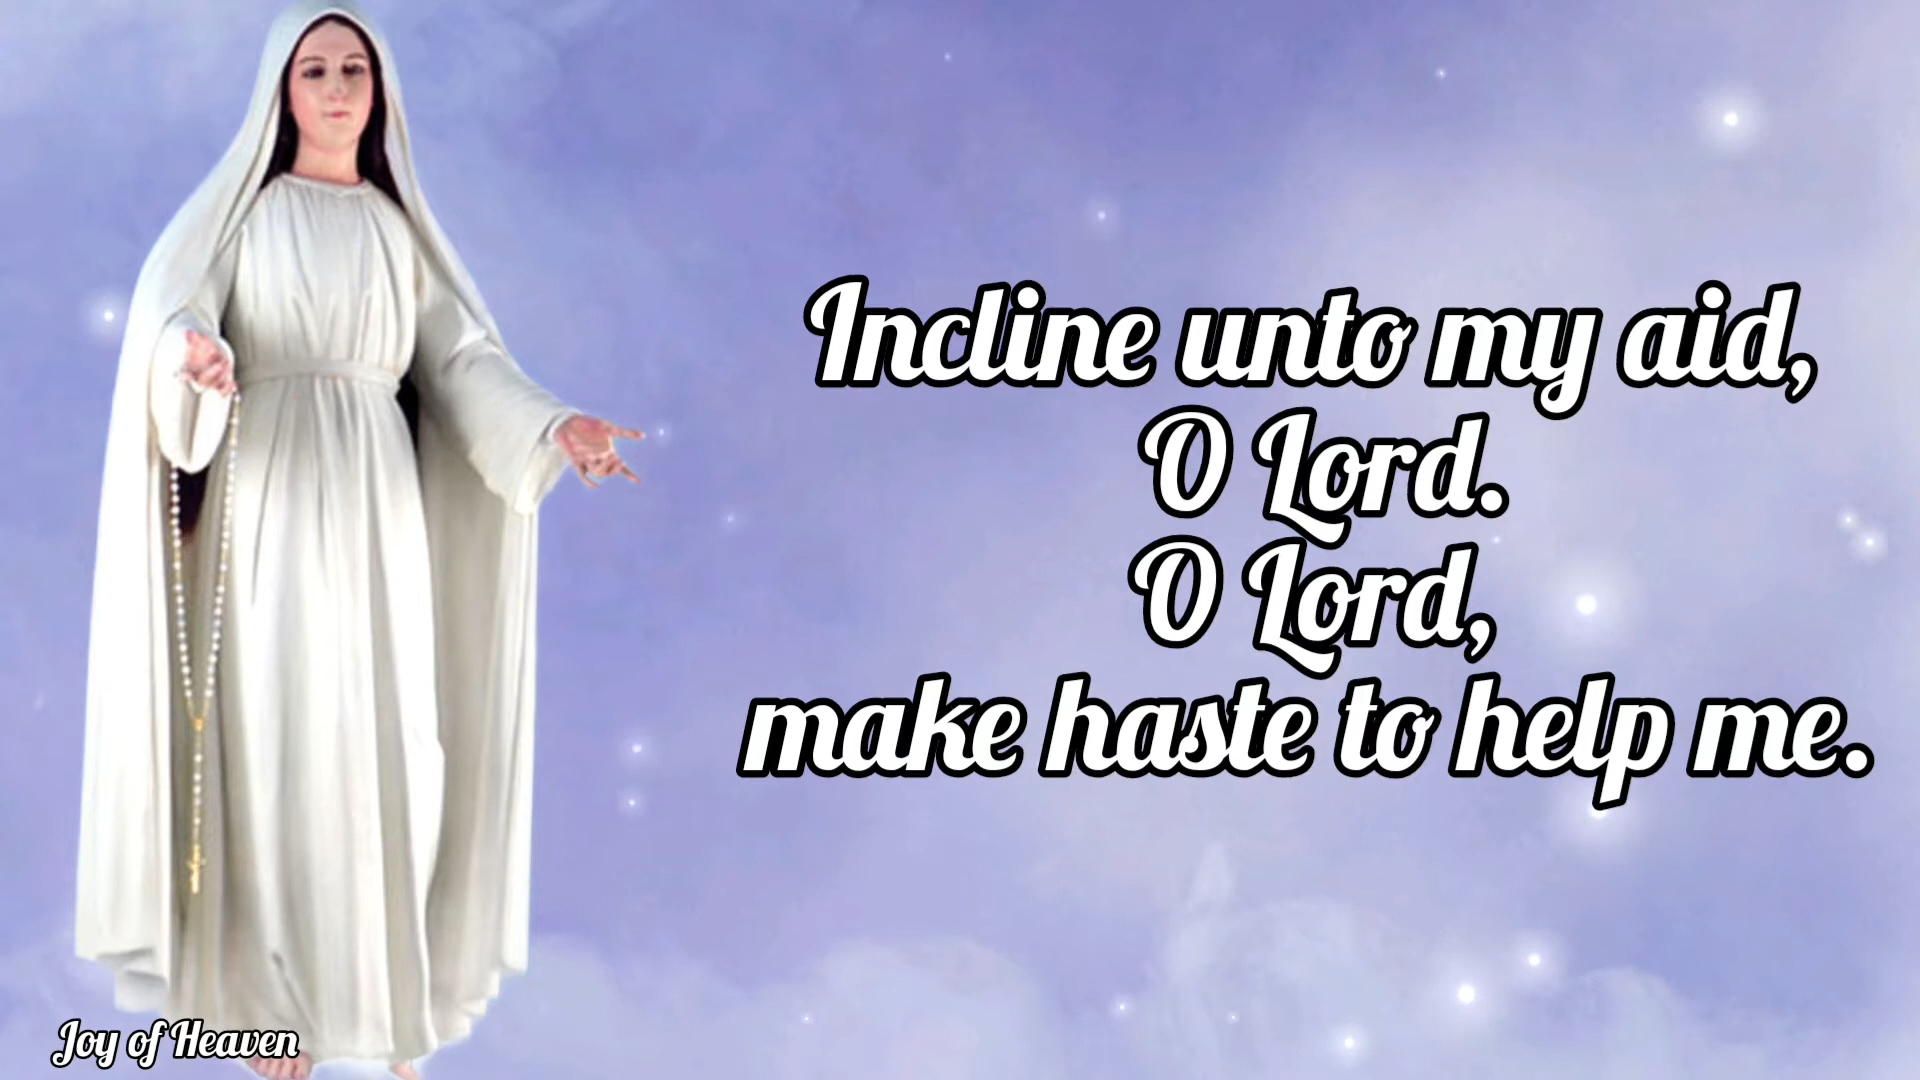 Incline unto my aid,
O Lord.
O Lord,
make haste to help me.
Joy of Heaven